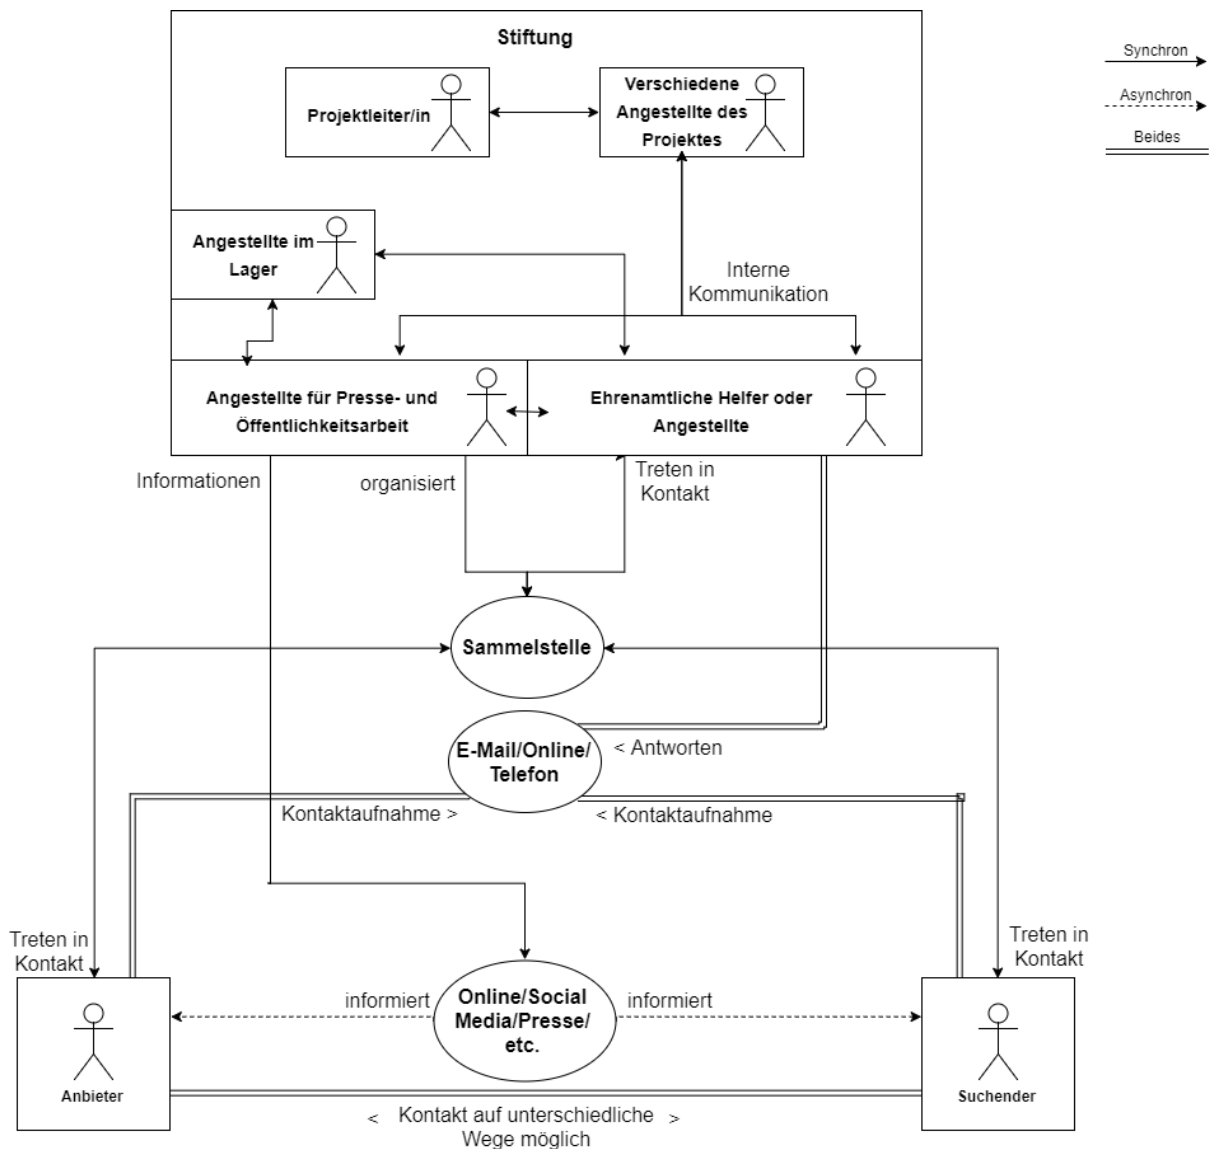 Stiftung
Synchron
Asynchron
Beides
Projektleiter/in
Verschiedene
Angestellte des
Projektes
Angestellte im
Lager
Interne
Kommunikation
Angestellte für Presse- und
Öffentlichkeitsarbeit
Ehrenamtliche Helfer oder
Angestellte
Informationen
organisiert
Treten in
Kontakt
Sammelstelle
E-Mail/Online/
Telefon
< Antworten
Kontaktaufnahme >
< Kontaktaufnahme
Treten in
Kontakt
Treten in
Kontakt
informiert
Online/Social
Media/Presse/
etc.
informiert
Anbieter
Suchender
< Kontakt auf unterschiedliche >
Wege möglich